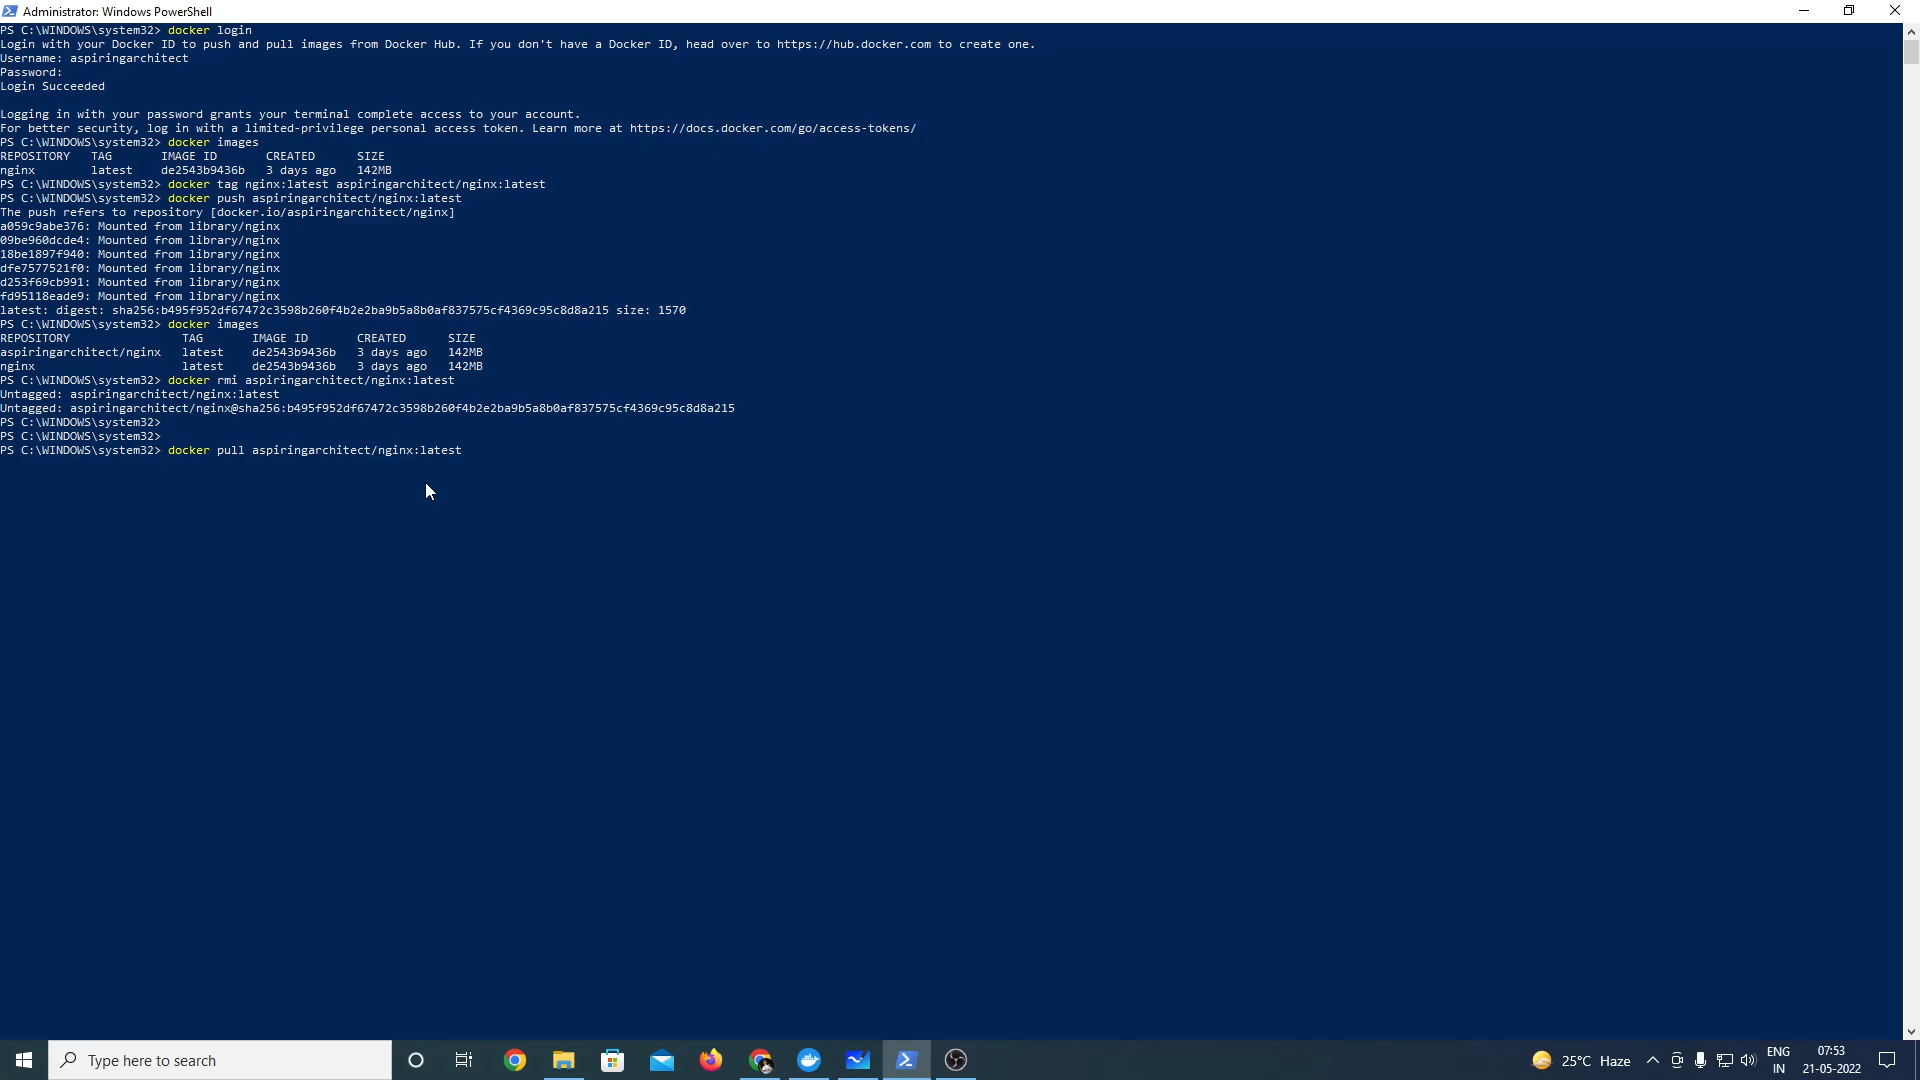 Administrator: Windows PowerShell
PS C:\WINDOWS\system32> docker login
Login with your Docker ID to push and pull images from Docker Hub. If you don't have a Docker ID, head over to https://hub.docker.com to create one.
Username: aspiringarchitect
Password:
Login Succeeded
Logging in with your password grants your terminal complete access to your account.
For better security, log in with a limited-privilege personal access token. Learn more at https://docs.docker.com/go/access-tokens/
PS C:\WINDOWS\system32> docker images
REPOSITORY   TAG       IMAGE ID       CREATED      SIZE
nginx        latest    de2543b9436b   3 days ago   142MB
PS C:\WINDOWS\system32> docker tag nginx:latest aspiringarchitect/nginx:latest
PS C:\WINDOWS\system32> docker push aspiringarchitect/nginx:latest
The push refers to repository [docker.io/aspiringarchitect/nginx]
a059c9abe376: Mounted from library/nginx
09be960dcde4: Mounted from library/nginx
18be1897f940: Mounted from library/nginx
dfe7577521f0: Mounted from library/nginx
d253f69cb991: Mounted from library/nginx
fd95118eade9: Mounted from library/nginx
latest: digest: sha256:b495f952df67472c3598b260f4b2e2ba9b5a8b0af837575cf4369c95c8d8a215 size: 1570
PS C:\WINDOWS\system32> docker images
REPOSITORY                TAG       IMAGE ID       CREATED      SIZE
aspiringarchitect/nginx   latest    de2543b9436b   3 days ago   142MB
nginx                     latest    de2543b9436b   3 days ago   142MB
PS C:\WINDOWS\system32> docker rmi aspiringarchitect/nginx:latest
Untagged: aspiringarchitect/nginx:latest
Untagged: aspiringarchitect/nginx@sha256:b495f952df67472c3598b260f4b2e2ba9b5a8b0af837575cf4369c95c8d8a215
PS C:\WINDOWS\system32>
PS C:\WINDOWS\system32>
PS C:\WINDOWS\system32> docker pull aspiringarchitect/nginx:latest
Type here to search
25°C Haze
ENG
IN
07:53
21-05-2022